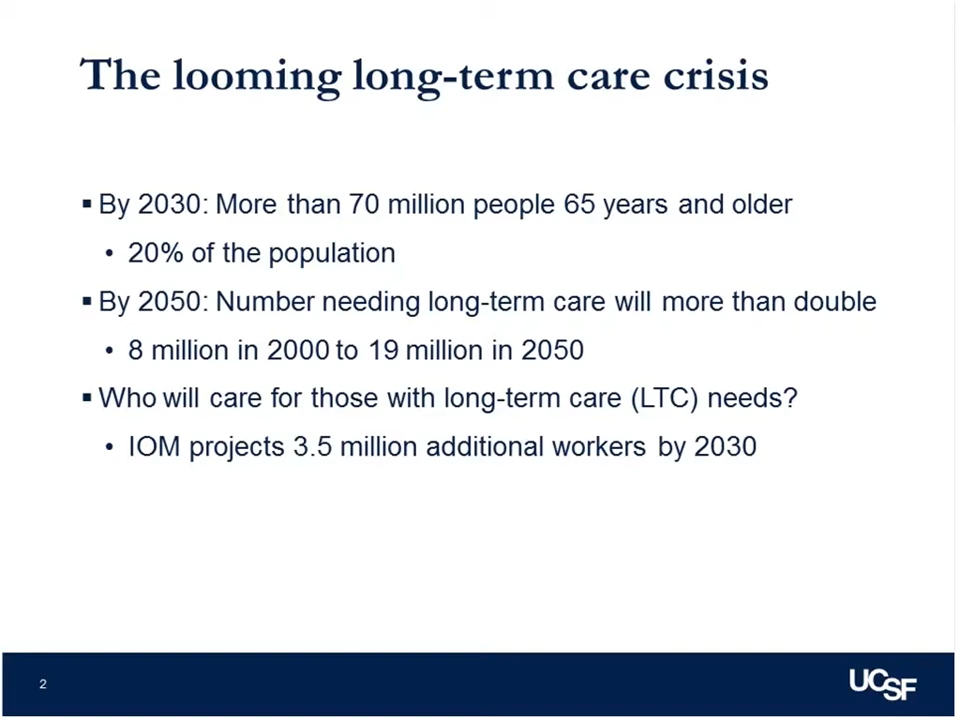 The looming long-term care crisis
▪ By 2030: More than 70 million people 65 years and older
• 20% of the population
▪ By 2050: Number needing long-term care will more than double
• 8 million in 2000 to 19 million in 2050
▪ Who will care for those with long-term care (LTC) needs?
• IOM projects 3.5 million additional workers by 2030
2
UCSF